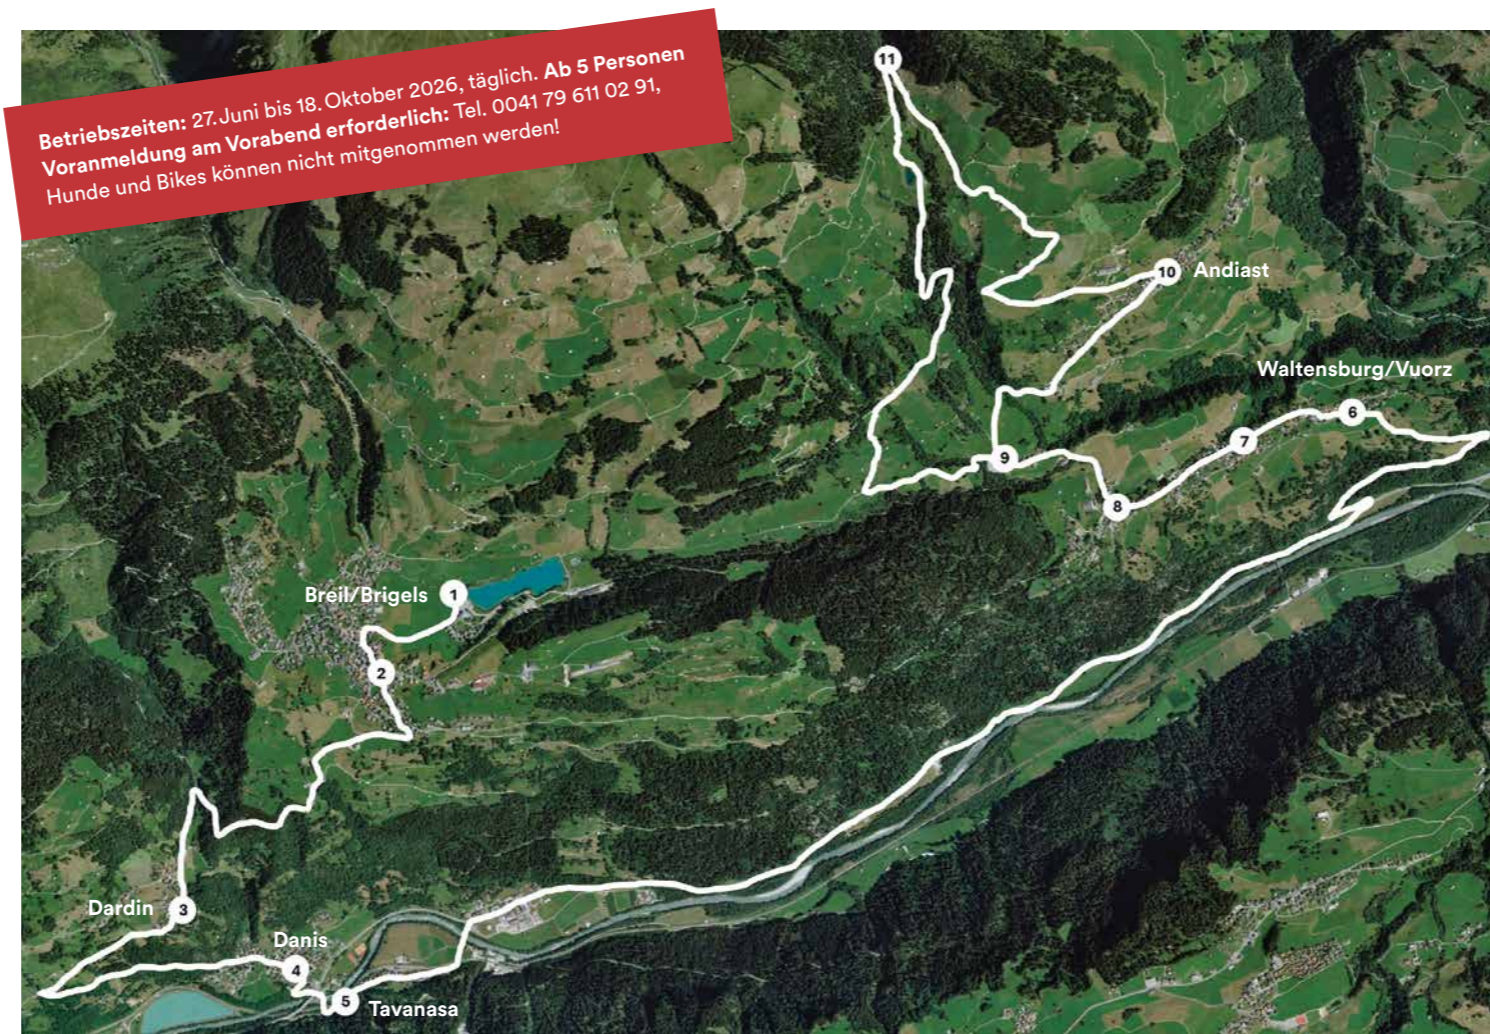 Betriebszeiten: 27. Juni bis 18. Oktober 2026, täglich. Ab 5 Personen
Voranmeldung am Vorabend erforderlich: Tel. 0041 79 611 02 91,
Hunde und Bikes können nicht mitgenommen werden!
11
10 Andiast
Waltensburg/Vuorz
6
7
9
8
Breil/Brigels 1
2
Dardin 3
Danis
4
5 Tavanasa